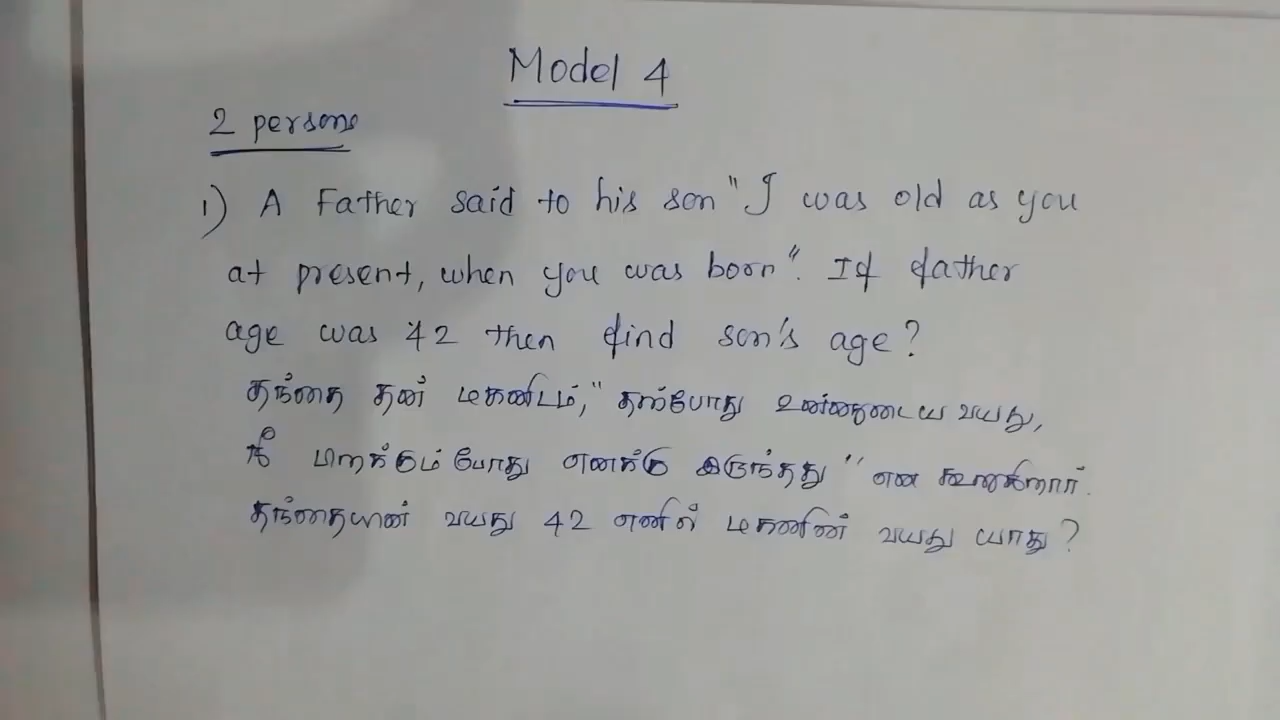 Model 4
2 persons
1) A Father said to his son "I was old as you
at present, when you was born". If father
age was 42 then find son's age?
தந்தை தன் மகனிடம்," தற்போது உன்னுடைய வயது,
நீ பிறக்கும் போது எனக்கு இருந்தது" என கூறுகிறார்.
தந்தையின் வயது 42 எனில் மகனின் வயது யாது?